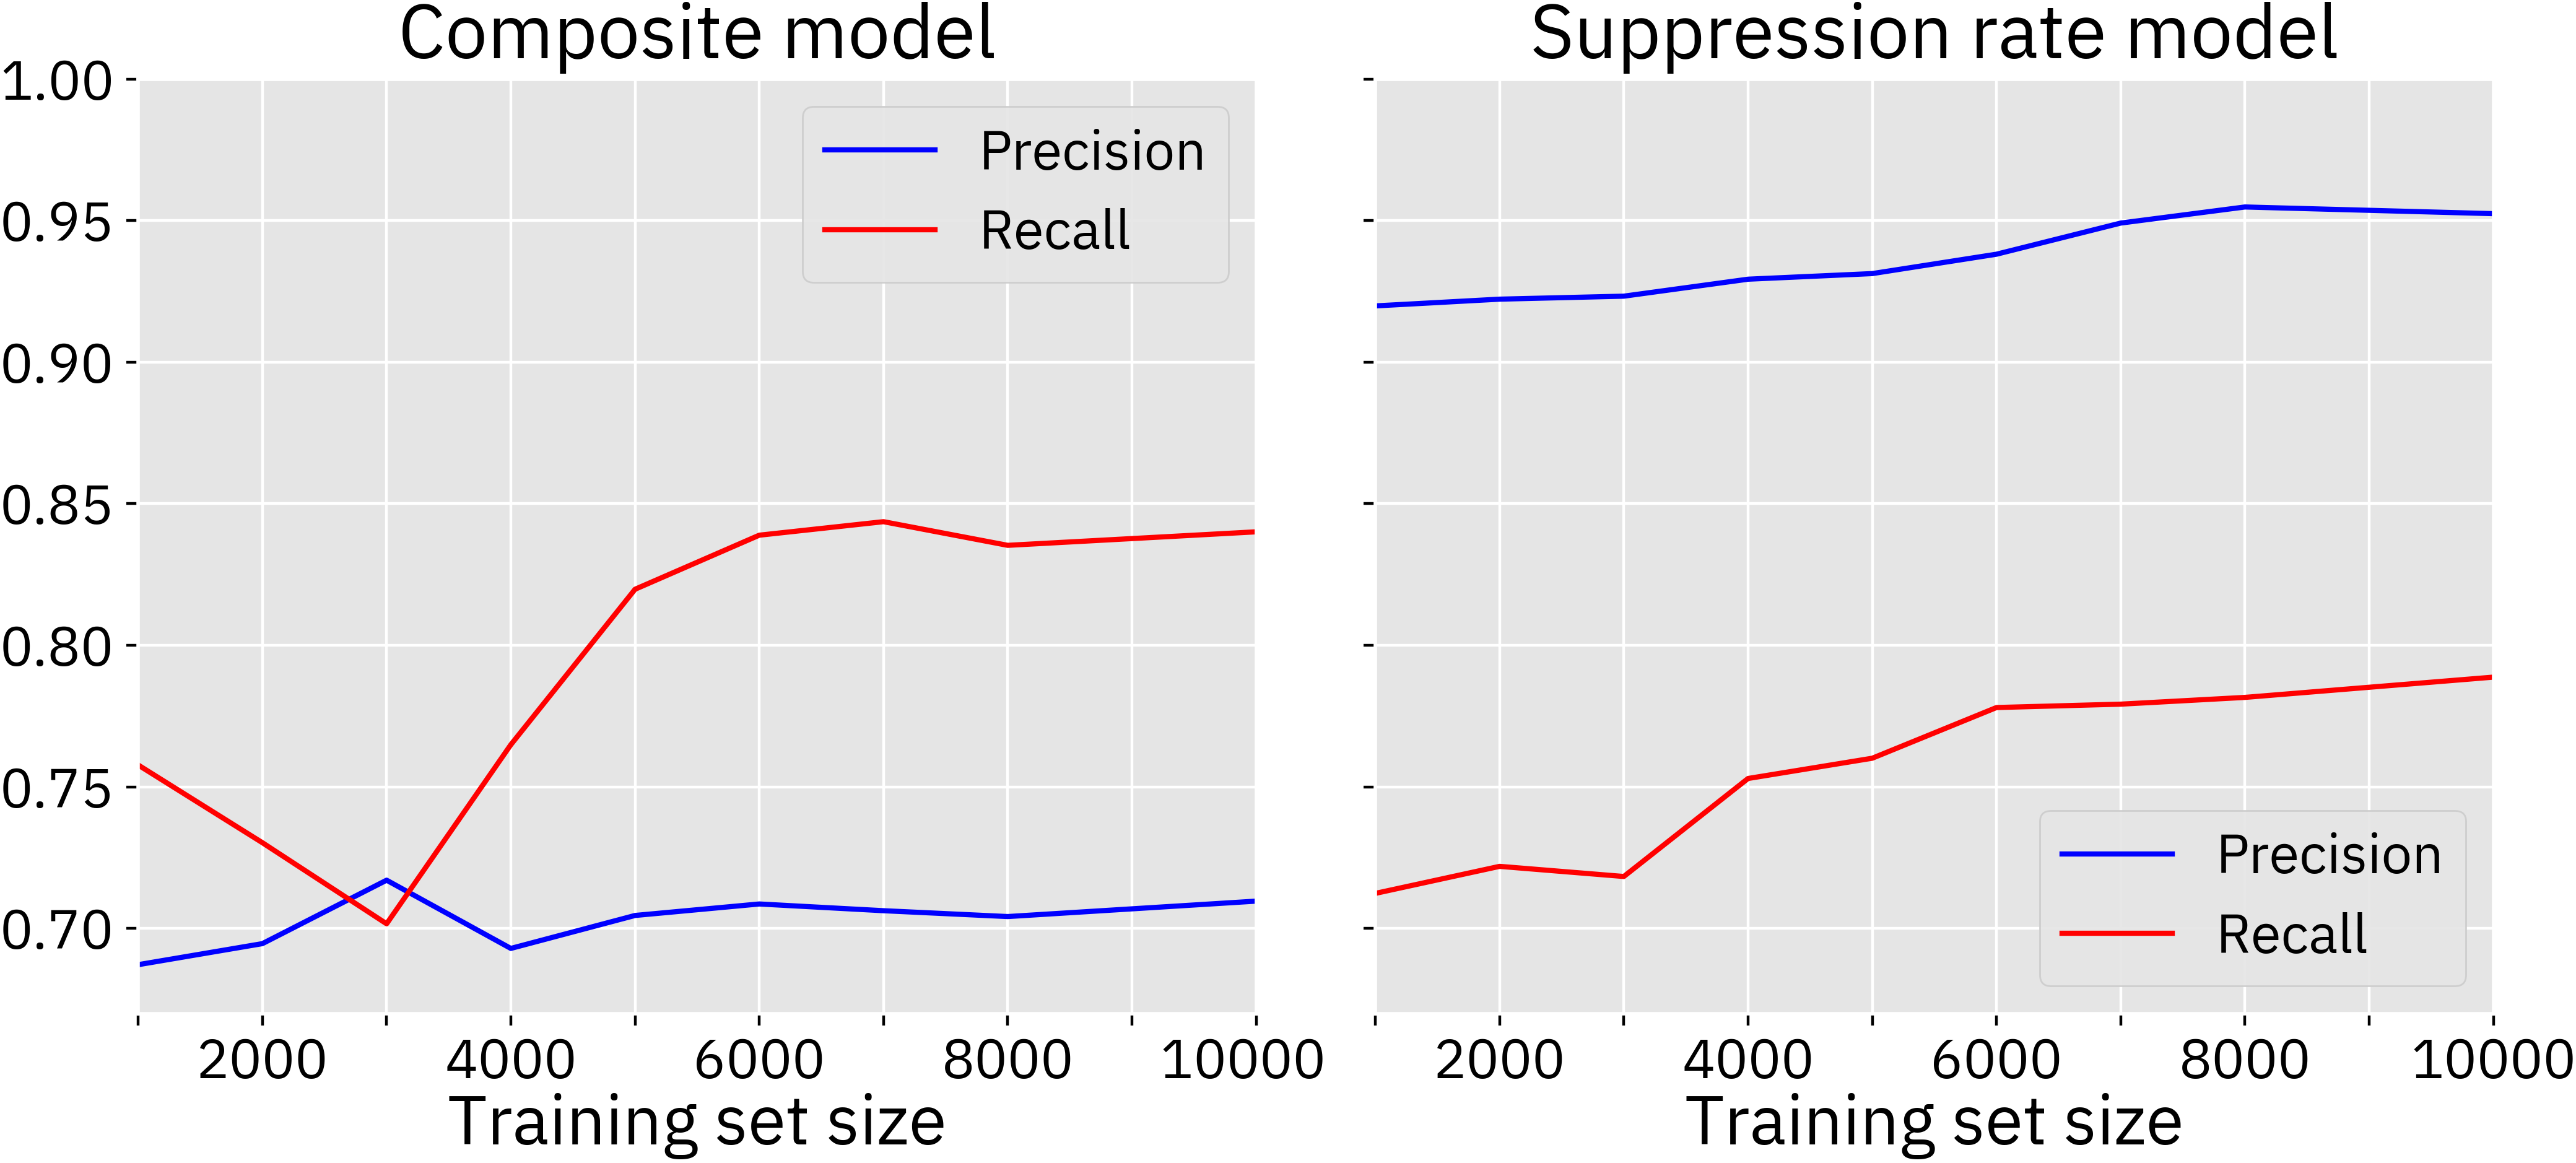 Composite model
1.00
0.95
0.90
0.85
0.80
0.75
0.70
Precision
Recall
2000 4000 6000 8000 10000
Training set size
Suppression rate model
Precision
Recall
2000 4000 6000 8000 10000
Training set size